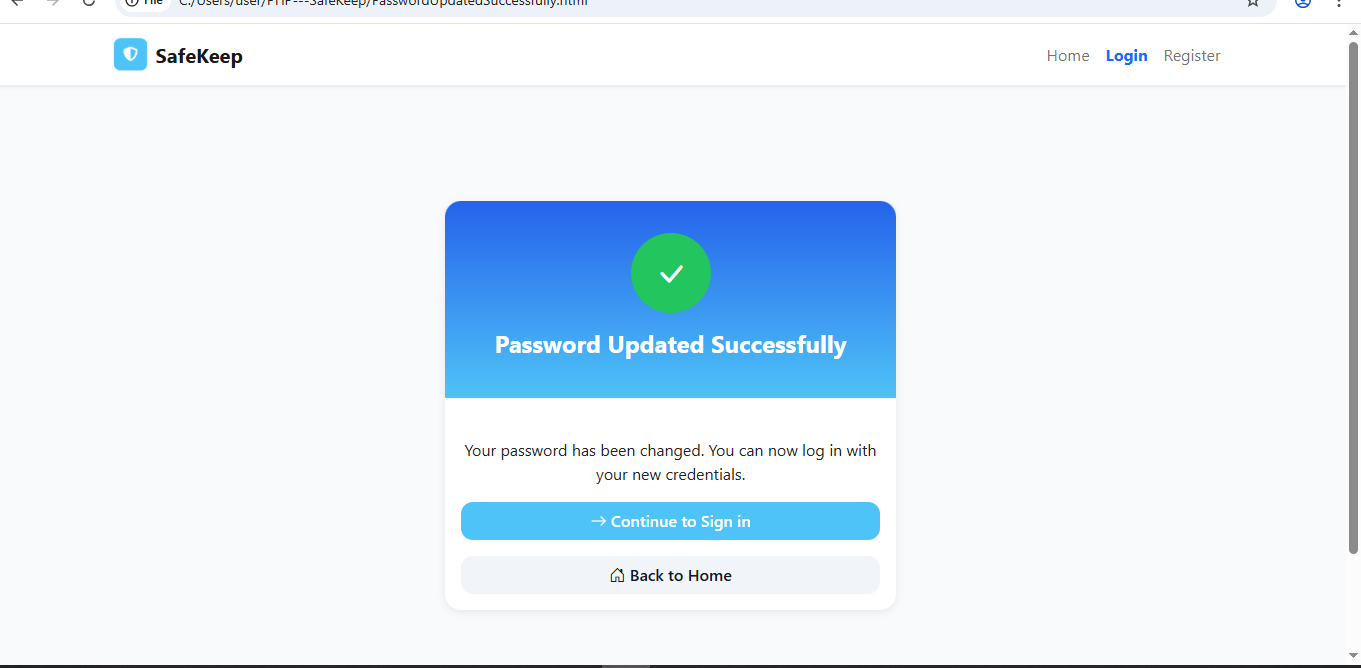 File C:/Users/user/PHP---SafeKeep/PasswordUpdatedSuccessfully.html
SafeKeep
Home Login Register
Password Updated Successfully
Your password has been changed. You can now log in with
your new credentials.
→ Continue to Sign in
Back to Home